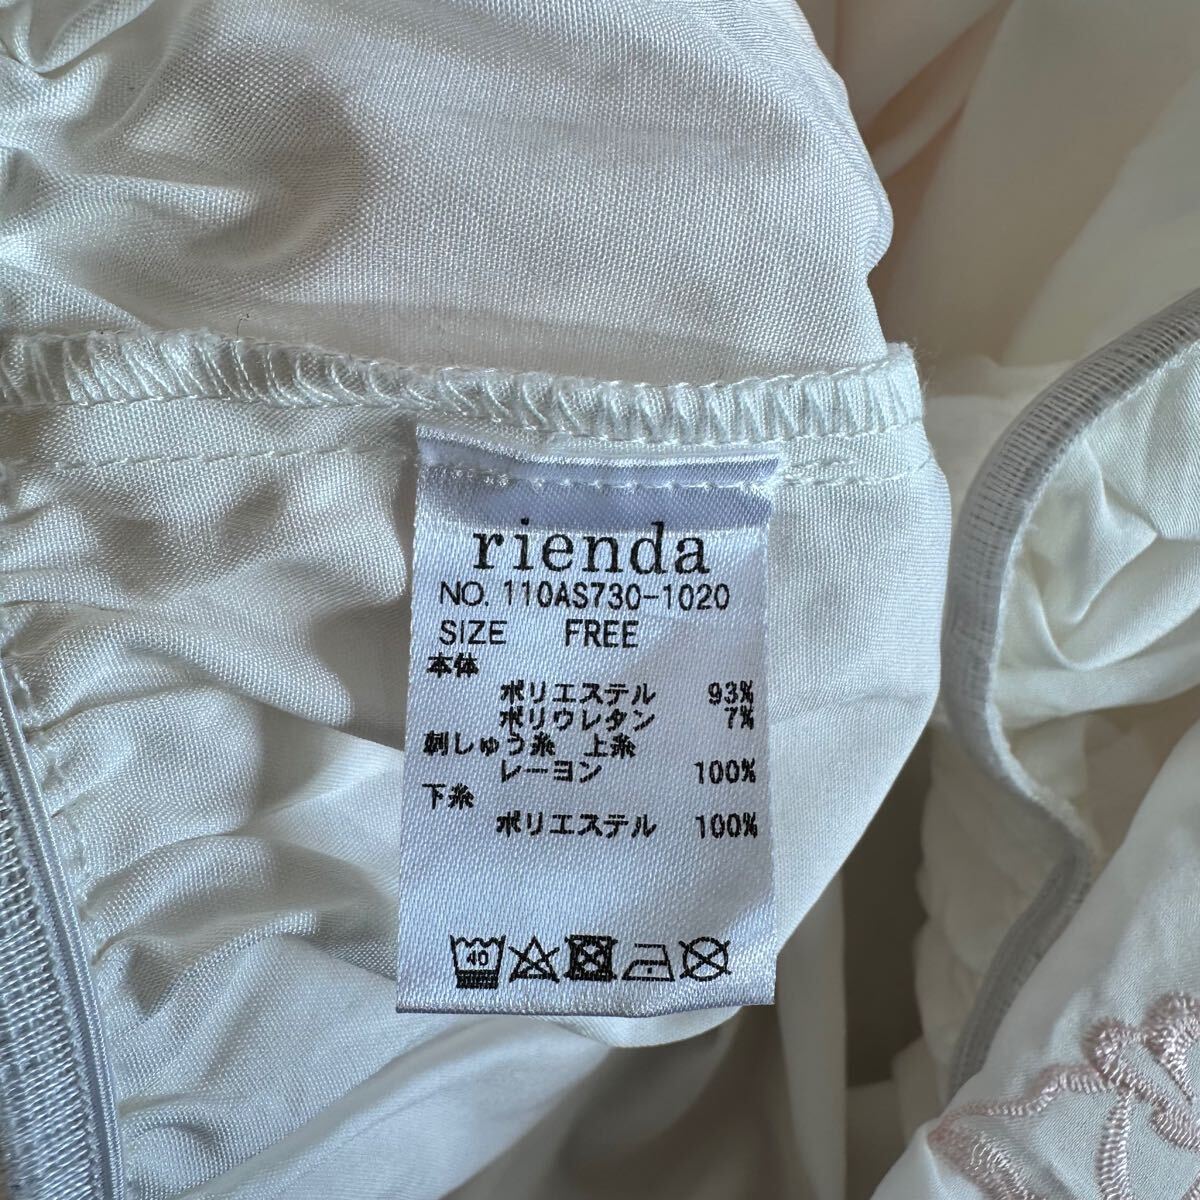 rienda
NO. 110AS730-1020
SIZE FREE
本体
ポリエステル 93%
ポリウレタン 7%
刺しゅう糸 上糸
レーヨン 100%
下糸
ポリエステル 100%
40